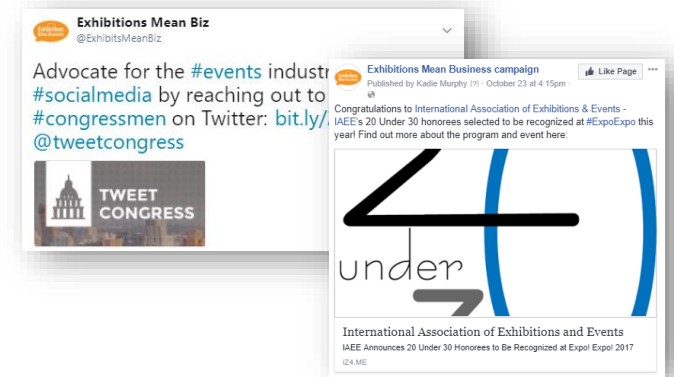 Exhibitions Mean Biz
@ExhibitsMeanBiz
Advocate for the #events industr
#socialmedia by reaching out to
#congressmen on Twitter: bit.ly/
@tweetcongress
TWEET
CONGRESS
Exhibitions Mean Business campaign
Published by Kadie Murphy [?] · October 23 at 4:15pm ·
Like Page
Congratulations to International Association of Exhibitions & Events -
IAEE's 20 Under 30 honorees selected to be recognized at #ExpoExpo this
year! Find out more about the program and event here:
20
under
3
International Association of Exhibitions and Events
IAEE Announces 20 Under 30 Honorees to Be Recognized at Expo! Expo! 2017
IZ4.ME